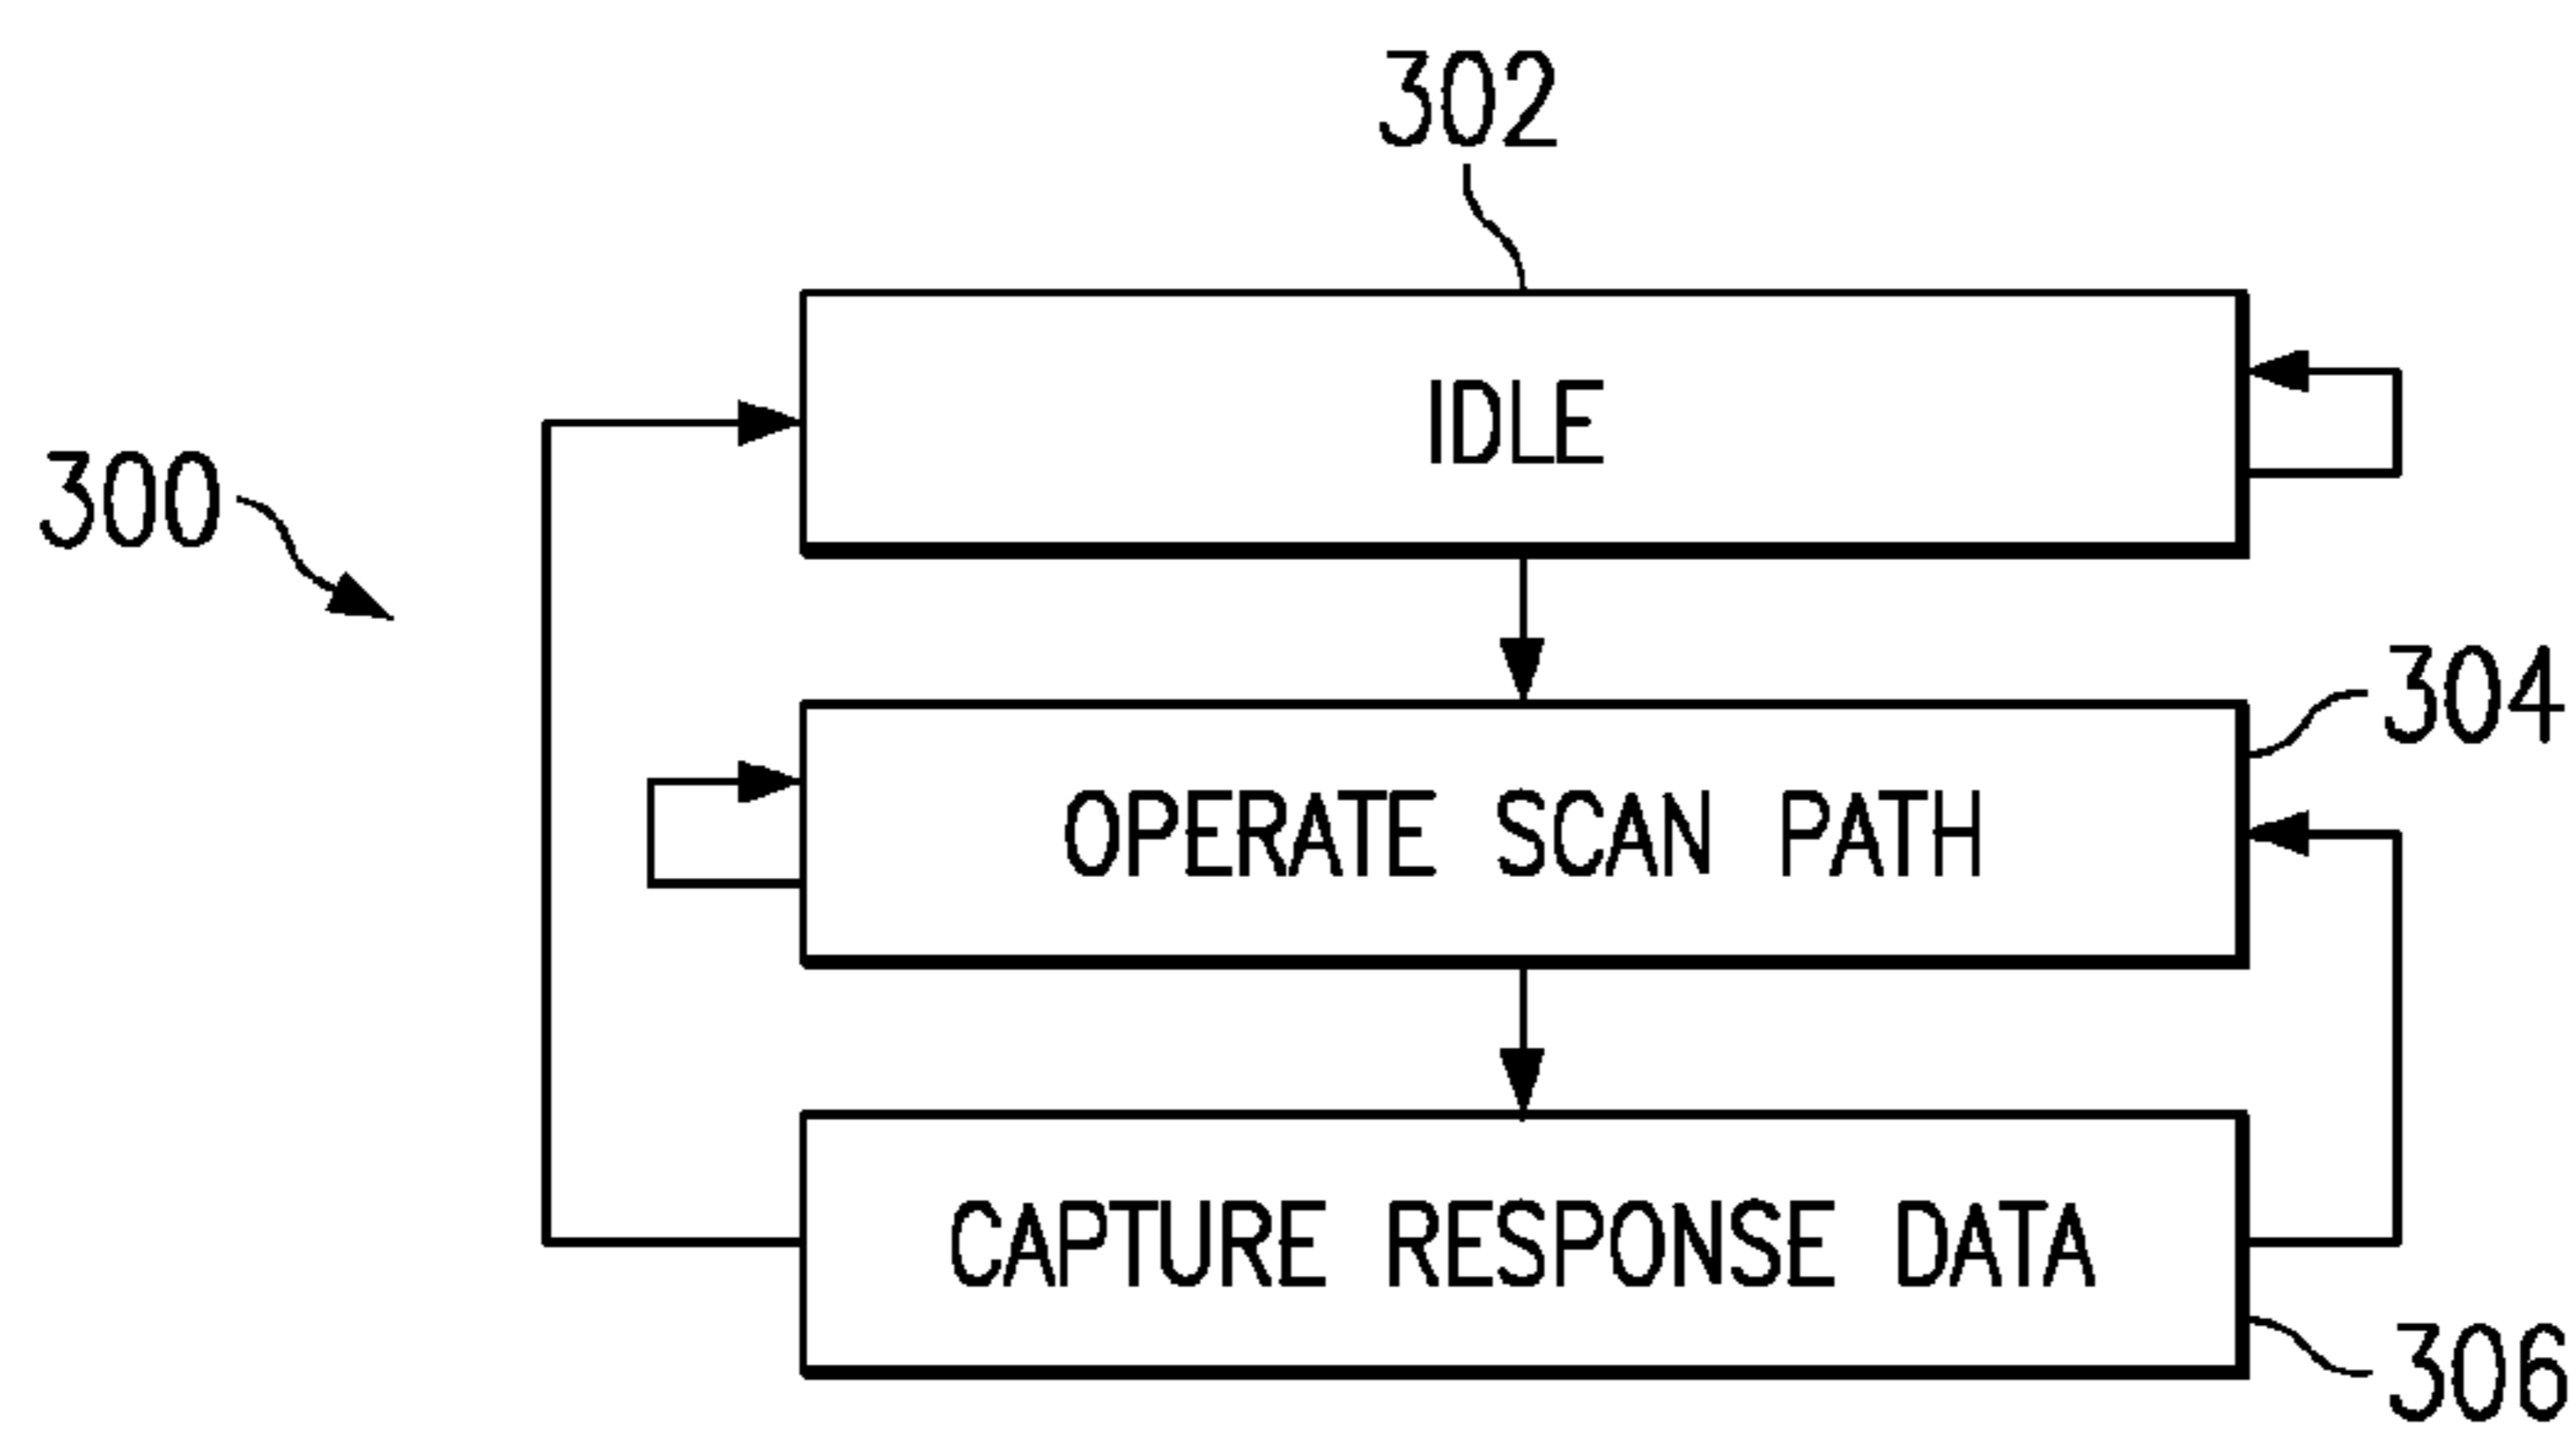 302
IDLE
300
304
OPERATE SCAN PATH
CAPTURE RESPONSE DATA
306